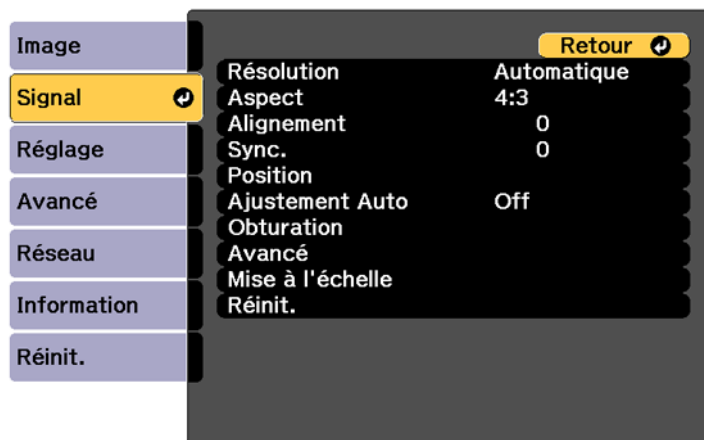 Image
Signal
Réglage
Avancé
Réseau
Information
Réinit.
Retour
Résolution Automatique
Aspect 4:3
Alignement 0
Sync. 0
Position
Ajustement Auto Off
Obturation
Avancé
Mise à l'échelle
Réinit.